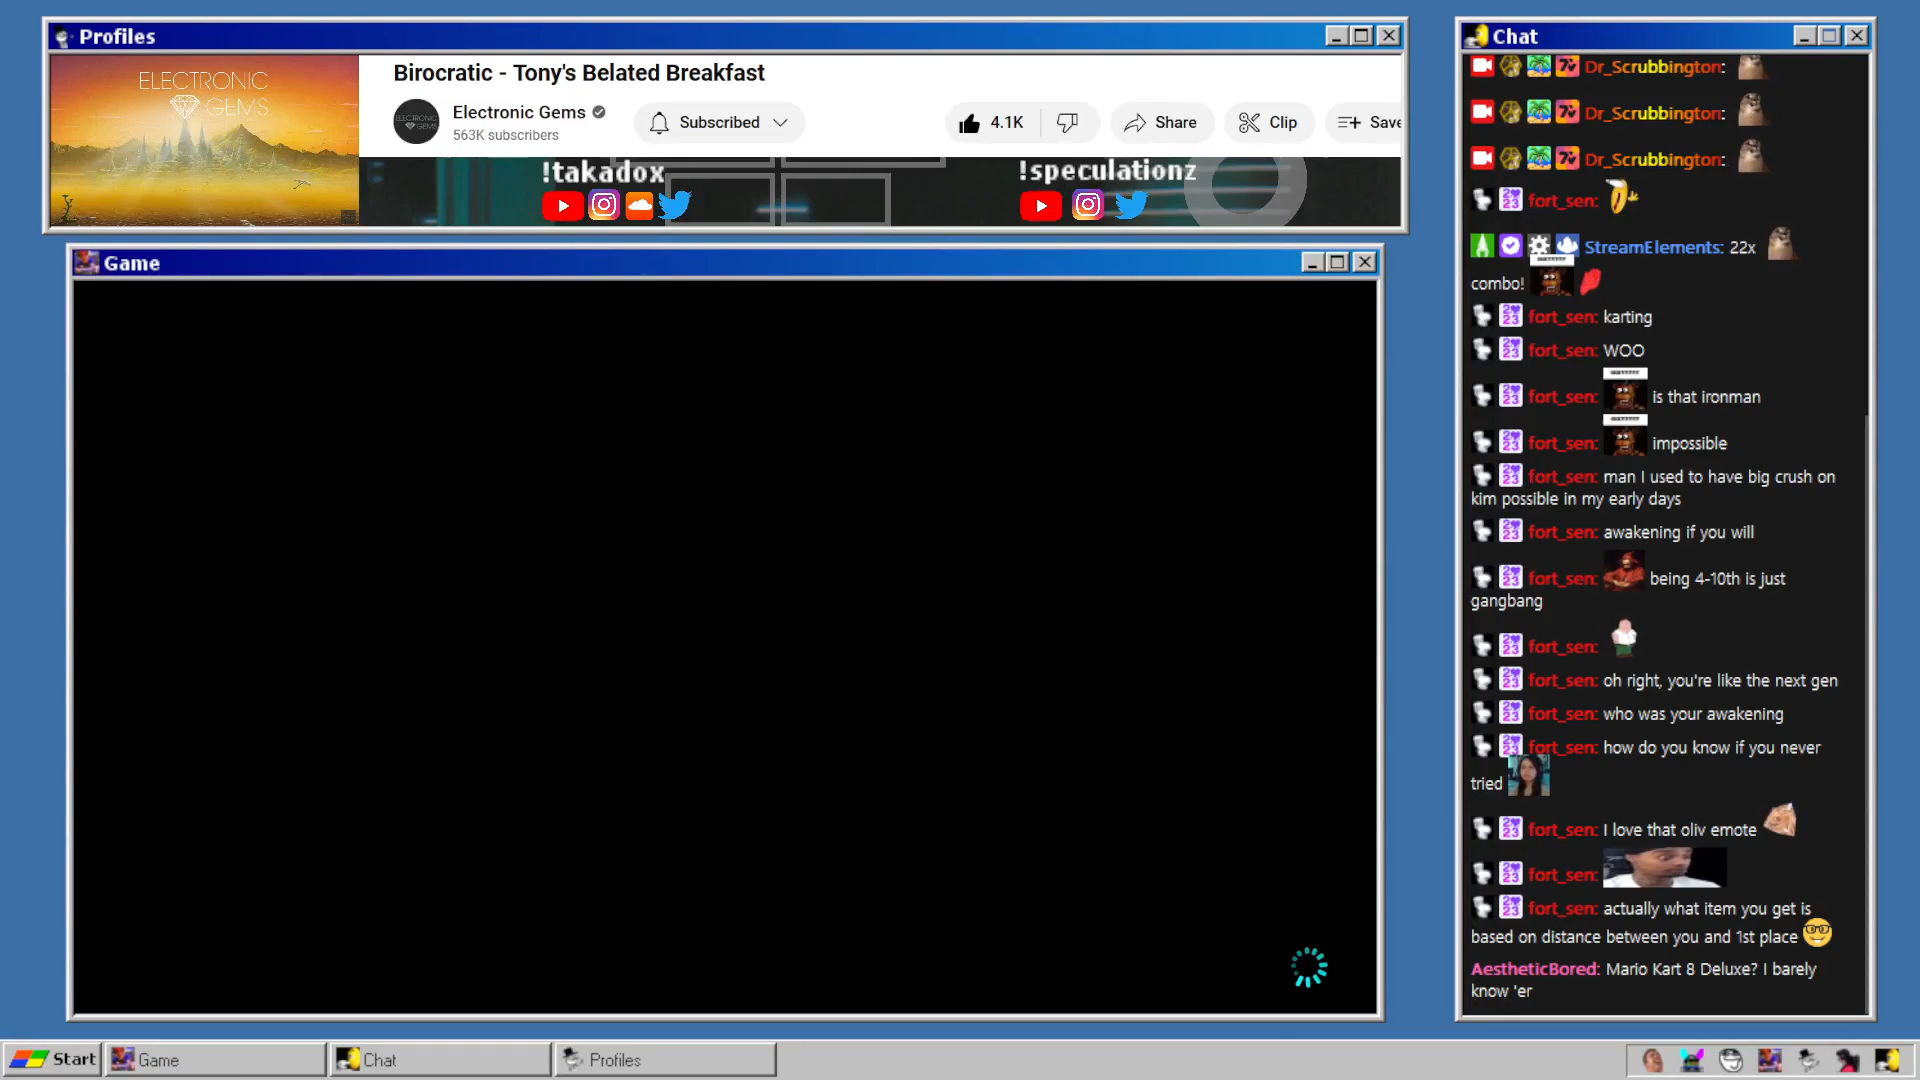 Profiles
ELECTRONIC
GEMS
Birocratic - Tony's Belated Breakfast
ELECTRONIC
GEMS
Electronic Gems
563K subscribers
Subscribed
4.1K
Share
Clip
Save
!takadox
!speculationz
Game
Chat
Dr_Scrubbington:
Dr_Scrubbington:
Dr_Scrubbington:
fort_sen:
StreamElements: 22x
combo!
fort_sen: karting
fort_sen: WOO
fort_sen: is that ironman
fort_sen: impossible
fort_sen: man I used to have big crush on
kim possible in my early days
fort_sen: awakening if you will
fort_sen: being 4-10th is just
gangbang
fort_sen:
fort_sen: oh right, you're like the next gen
fort_sen: who was your awakening
fort_sen: how do you know if you never
tried
fort_sen: I love that oliv emote
fort_sen:
fort_sen: actually what item you get is
based on distance between you and 1st place
AestheticBored: Mario Kart 8 Deluxe? I barely
know 'er
Start
Game
Chat
Profiles